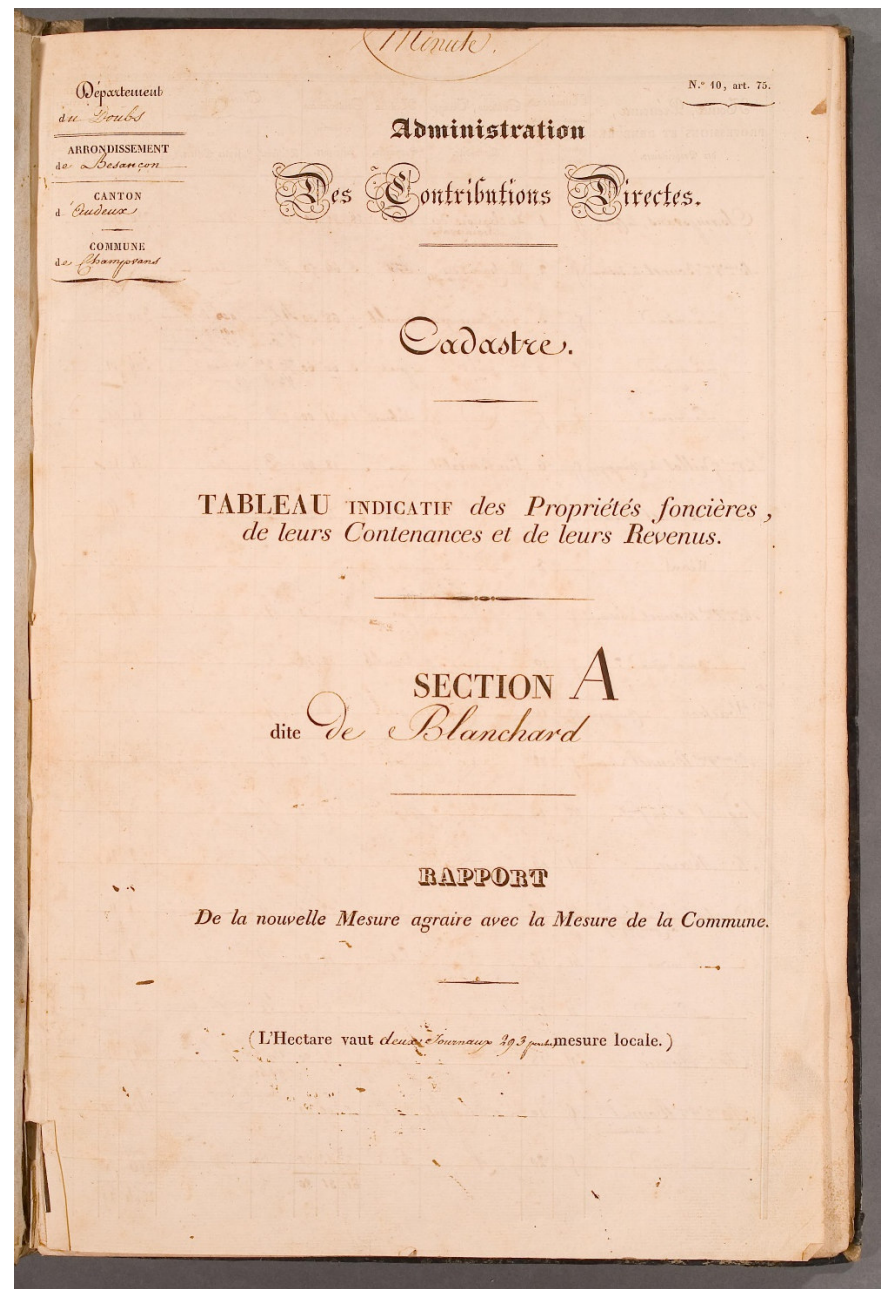 Minute.
Département
du Doubs
ARRONDISSEMENT
de Besançon
CANTON
d'Audeux
COMMUNE
de Champvans
N.º 10, art. 75.
Administration
Des Contributions Directes.
Cadastre.
TABLEAU INDICATIF des Propriétés foncières,
de leurs Contenances et de leurs Revenus.
SECTION A
dite De Blanchard
RAPPORT
De la nouvelle Mesure agraire avec la Mesure de la Commune.
(L'Hectare vaut deux Journaux 293 mesure locale.)